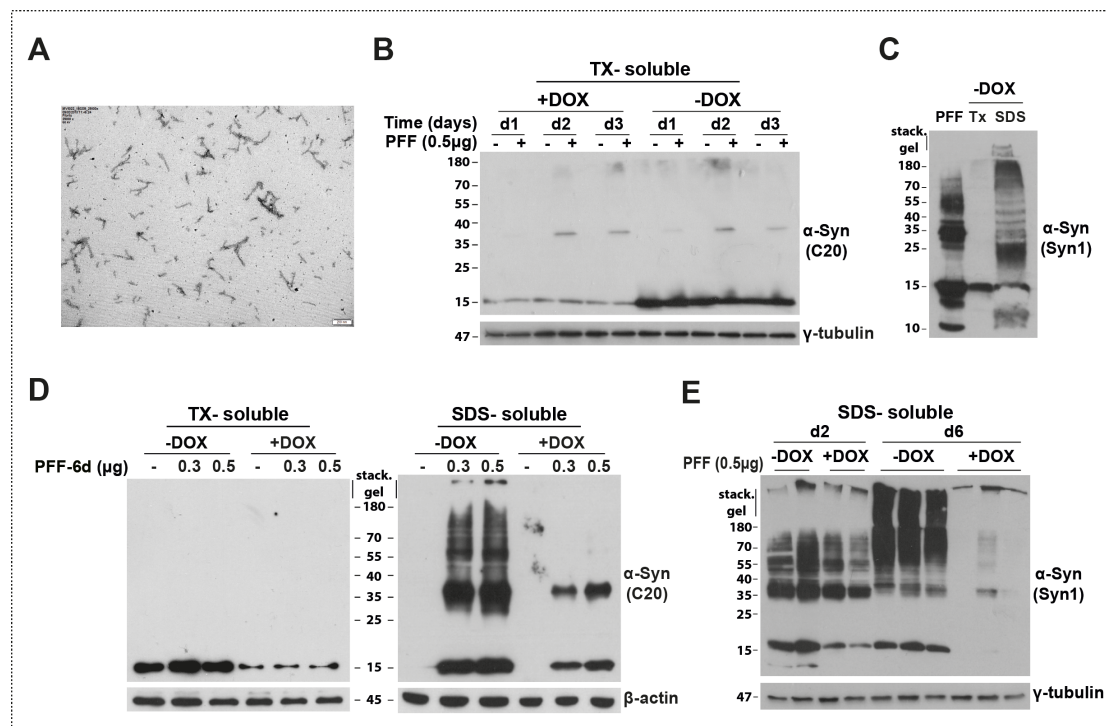 A
B
TX- soluble
+DOX -DOX
Time (days) d1 d2 d3 d1 d2 d3
PFF (0.5µg) - + - + - + - + - + - +
180
70
55
40
35
25
15
47
α-Syn
(C20)
γ-tubulin
C
-DOX
PFF Tx SDS
stack.
gel
180
70
55
40
35
25
15
10
α-Syn
(Syn1)
D
TX- soluble SDS- soluble
-DOX +DOX -DOX +DOX
PFF-6d (µg) - 0.3 0.5 - 0.3 0.5 - 0.3 0.5 - 0.3 0.5
stack.
gel
180
70
55
40
35
25
15
45
α-Syn
(C20)
β-actin
E
SDS- soluble
d2 d6
PFF (0.5µg) -DOX +DOX -DOX +DOX
stack.
gel
180
70
55
40
35
25
15
47
α-Syn
(Syn1)
γ-tubulin